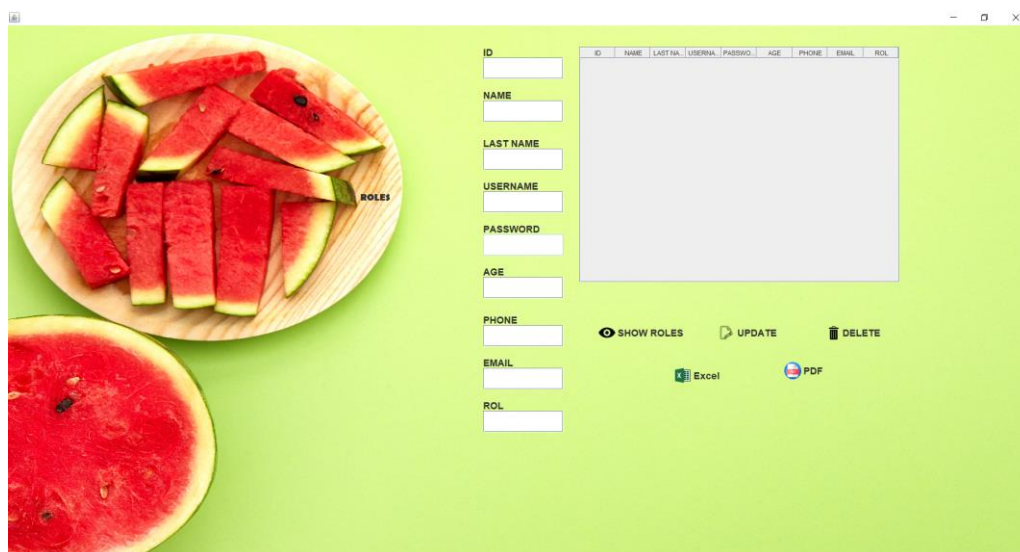 ID
NAME
LAST NAME
USERNAME
PASSWORD
AGE
PHONE
EMAIL
ROL
ROLES
ID NAME LAST NA... USERNA... PASSWO... AGE PHONE EMAIL ROL
SHOW ROLES UPDATE DELETE
Excel PDF